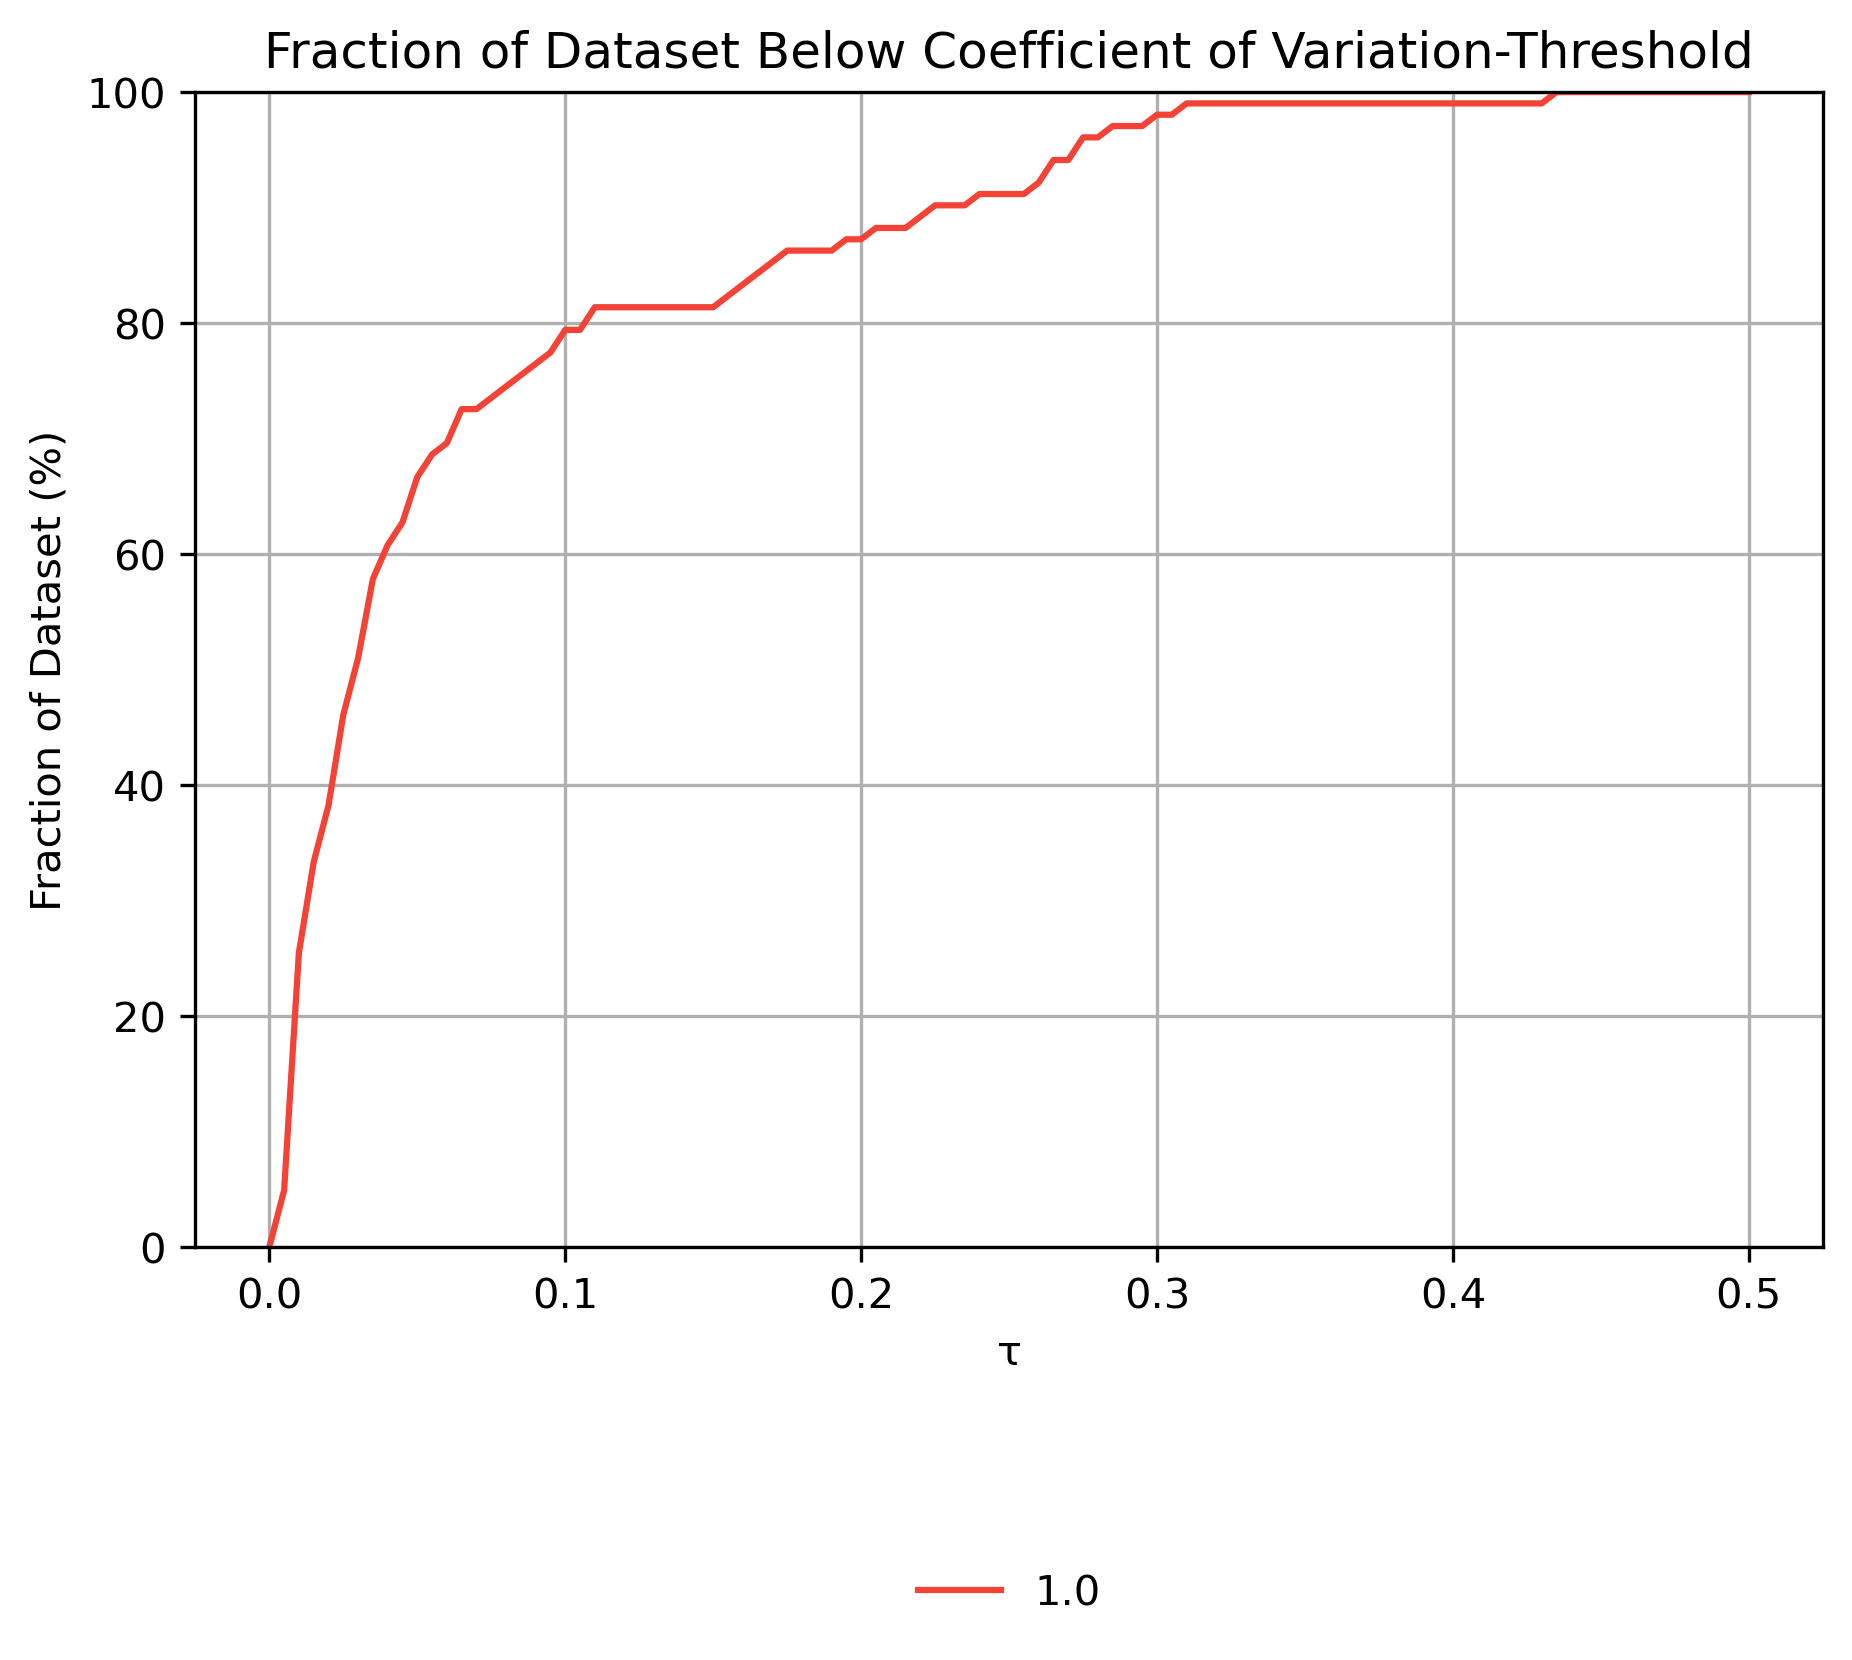 Fraction of Dataset Below Coefficient of Variation-Threshold
100
80
60
40
20
0
Fraction of Dataset (%)
0.0 0.1 0.2 0.3 0.4 0.5
τ
1.0